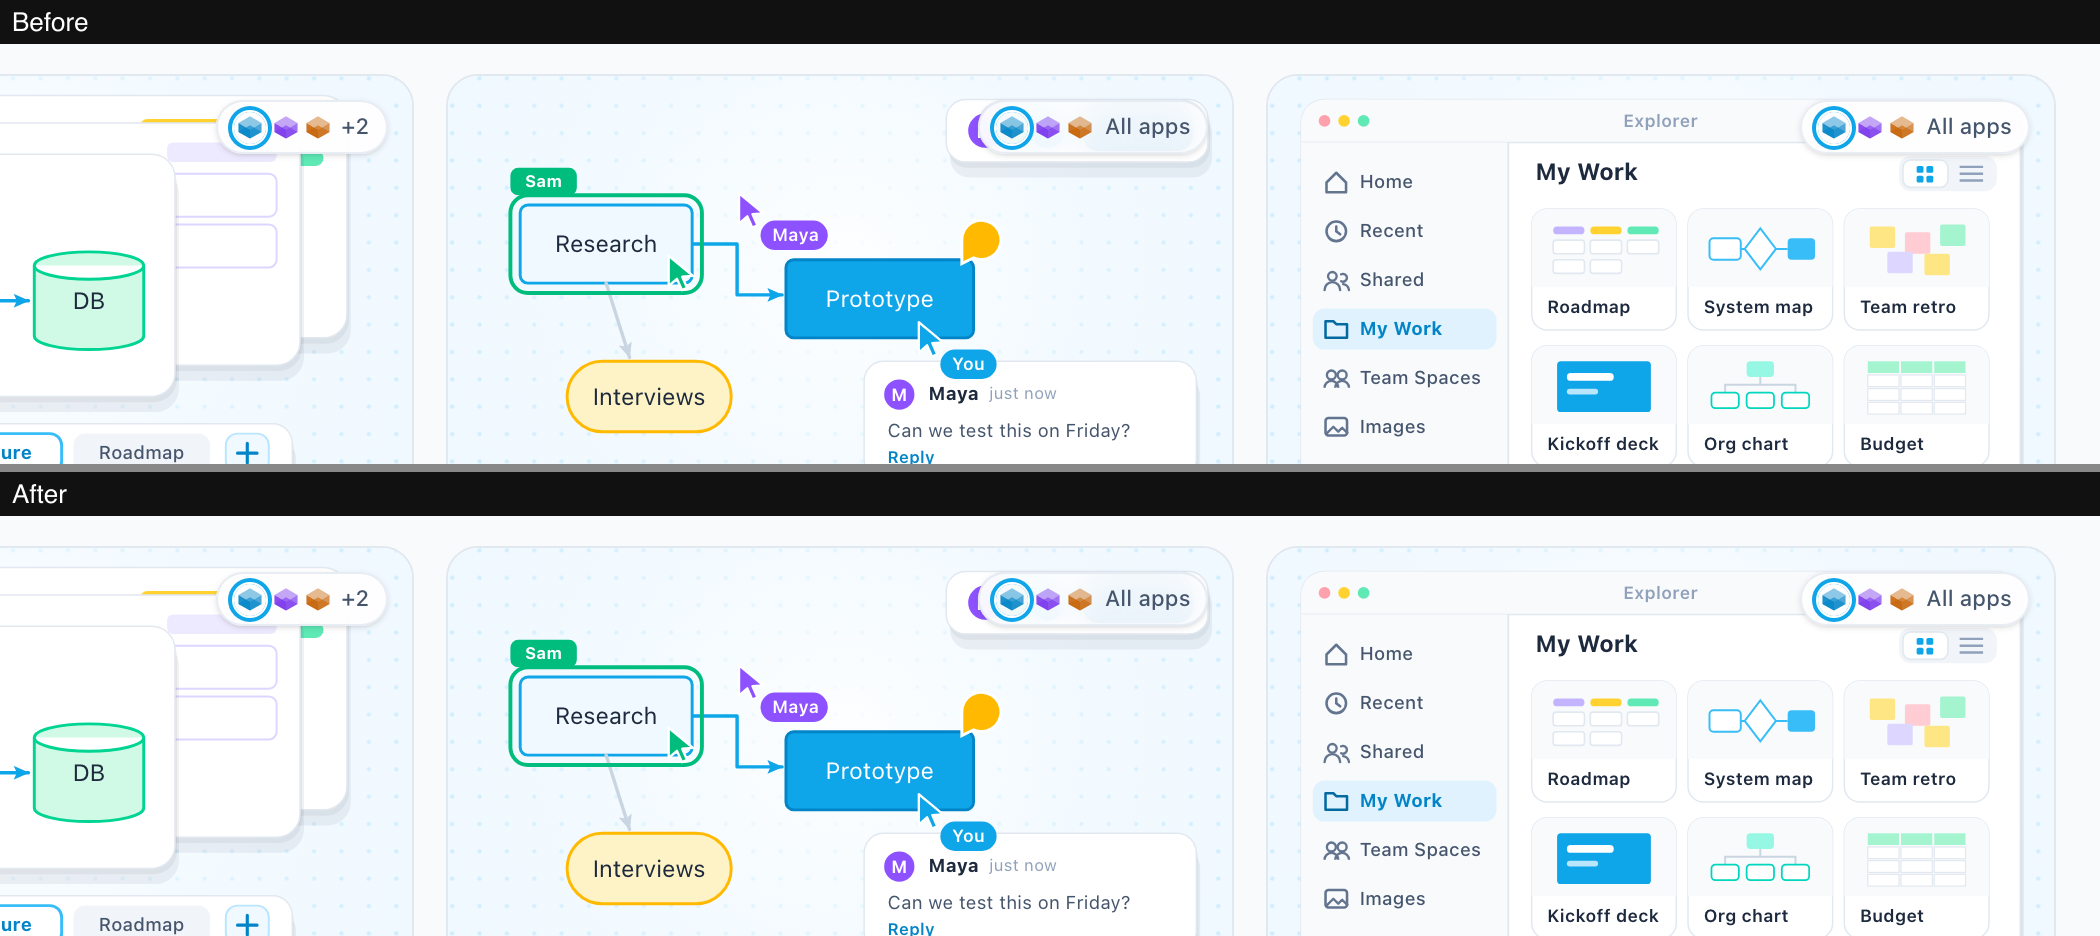 Before
+2
DB
ure
Roadmap
All apps
Sam
Research
Maya
Prototype
You
Interviews
M Maya just now
Can we test this on Friday?
Reply
Explorer
All apps
Home
Recent
Shared
My Work
Team Spaces
Images
My Work
Roadmap
System map
Team retro
Kickoff deck
Org chart
Budget
After
+2
DB
ure
Roadmap
All apps
Sam
Research
Maya
Prototype
You
Interviews
M Maya just now
Can we test this on Friday?
Reply
Explorer
All apps
Home
Recent
Shared
My Work
Team Spaces
Images
My Work
Roadmap
System map
Team retro
Kickoff deck
Org chart
Budget